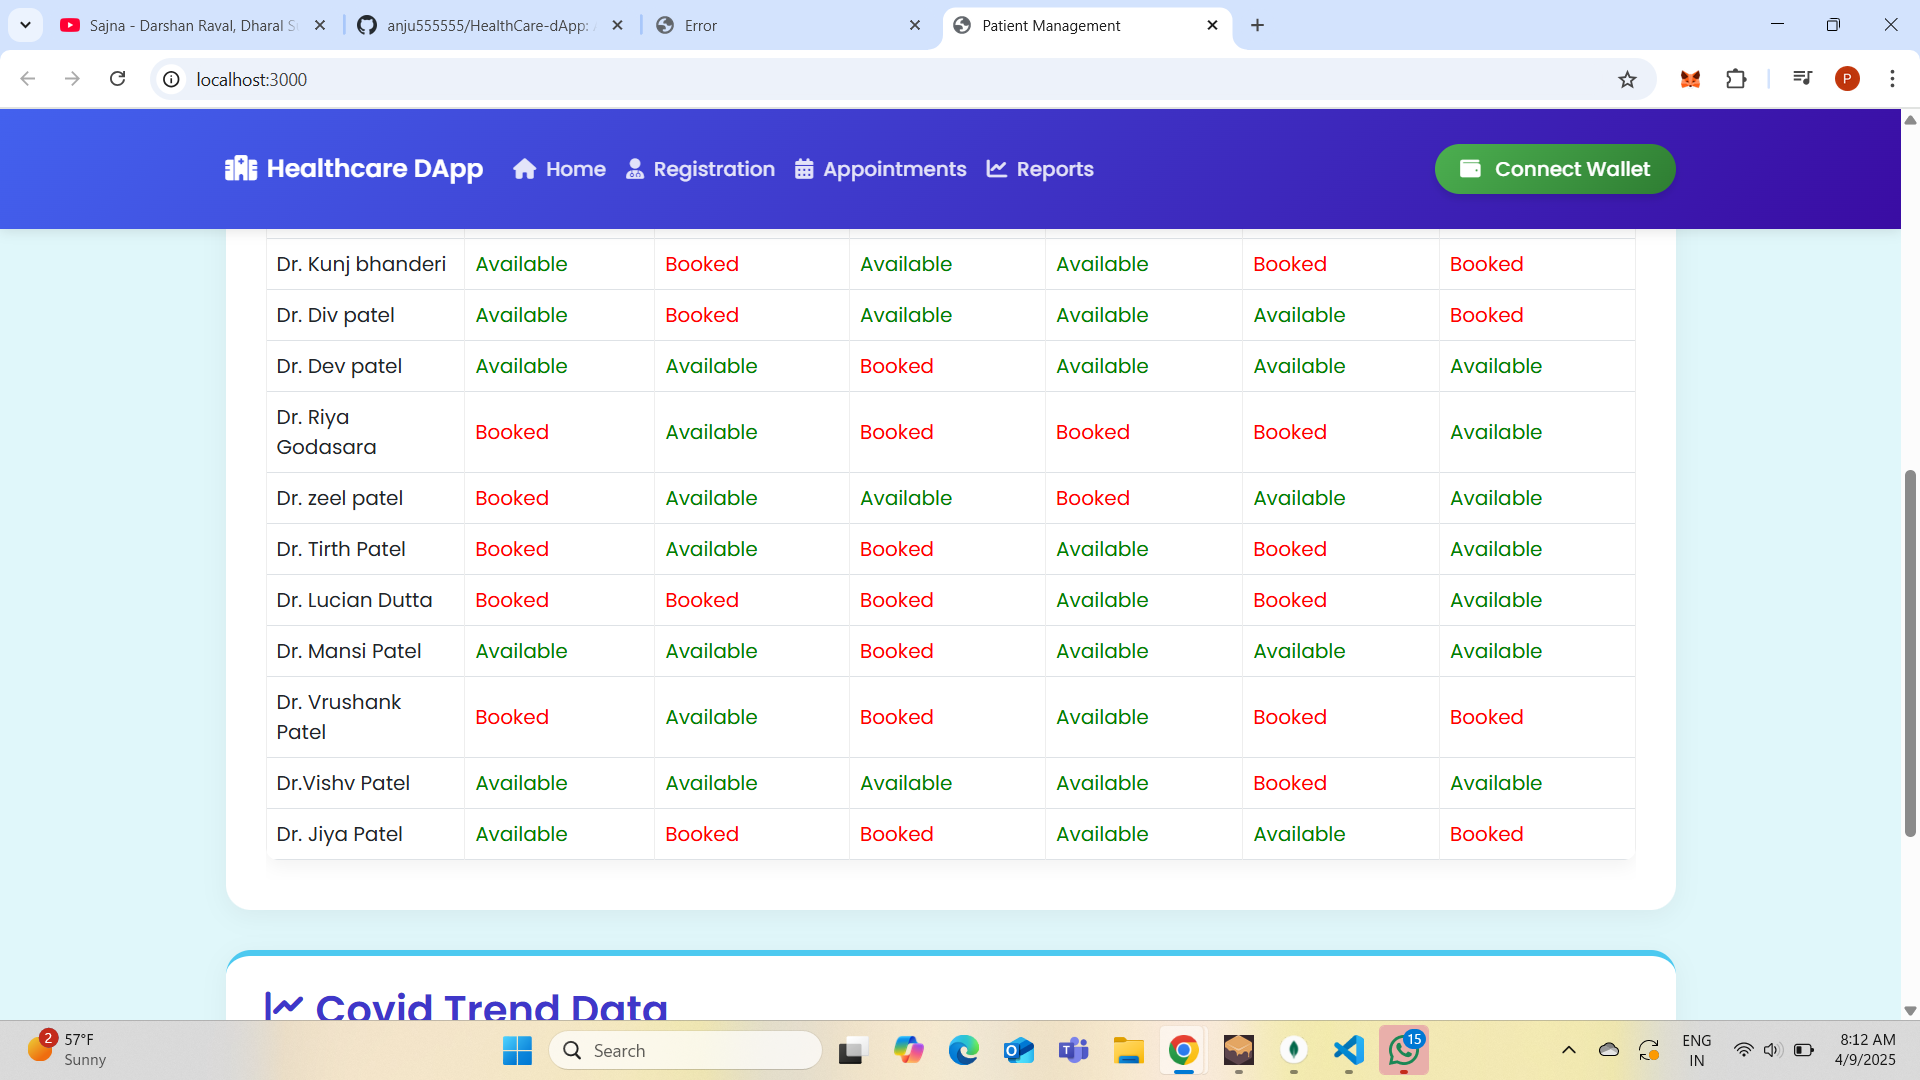 Sajna - Darshan Raval, Dharal S
anju555555/HealthCare-dApp:
Error
Patient Management
localhost:3000
P
Healthcare DApp
Home
Registration
Appointments
Reports
Connect Wallet
Dr. Kunj bhanderi Available Booked Available Available Booked Booked
Dr. Div patel Available Booked Available Available Available Booked
Dr. Dev patel Available Available Booked Available Available Available
Dr. Riya
Godasara Booked Available Booked Booked Booked Available
Dr. zeel patel Booked Available Available Booked Available Available
Dr. Tirth Patel Booked Available Booked Available Booked Available
Dr. Lucian Dutta Booked Booked Booked Available Booked Available
Dr. Mansi Patel Available Available Booked Available Available Available
Dr. Vrushank
Patel Booked Available Booked Available Booked Booked
Dr.Vishv Patel Available Available Available Available Booked Available
Dr. Jiya Patel Available Booked Booked Available Available Booked
Covid Trend Data
2
57°F
Sunny
Search
15
ENG
IN
8:12 AM
4/9/2025